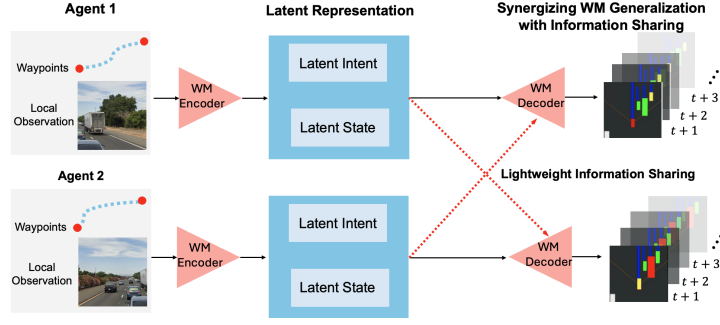 Agent 1
Latent Representation
Synergizing WM Generalization
with Information Sharing
Waypoints
Local
Observation
WM
Encoder
Latent Intent
Latent State
WM
Decoder
t + 3
t + 2
t + 1
Agent 2
Lightweight Information Sharing
Waypoints
Local
Observation
WM
Encoder
Latent Intent
Latent State
WM
Decoder
t + 3
t + 2
t + 1